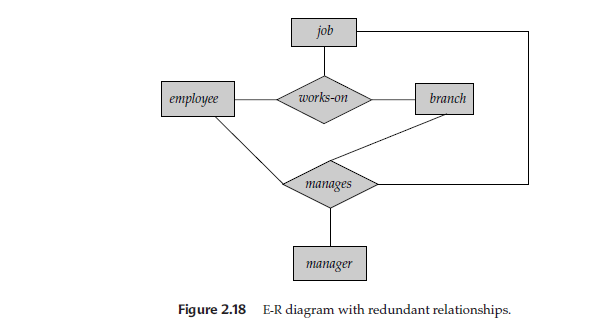 job
employee
works-on
branch
manages
manager
Figure 2.18 E-R diagram with redundant relationships.